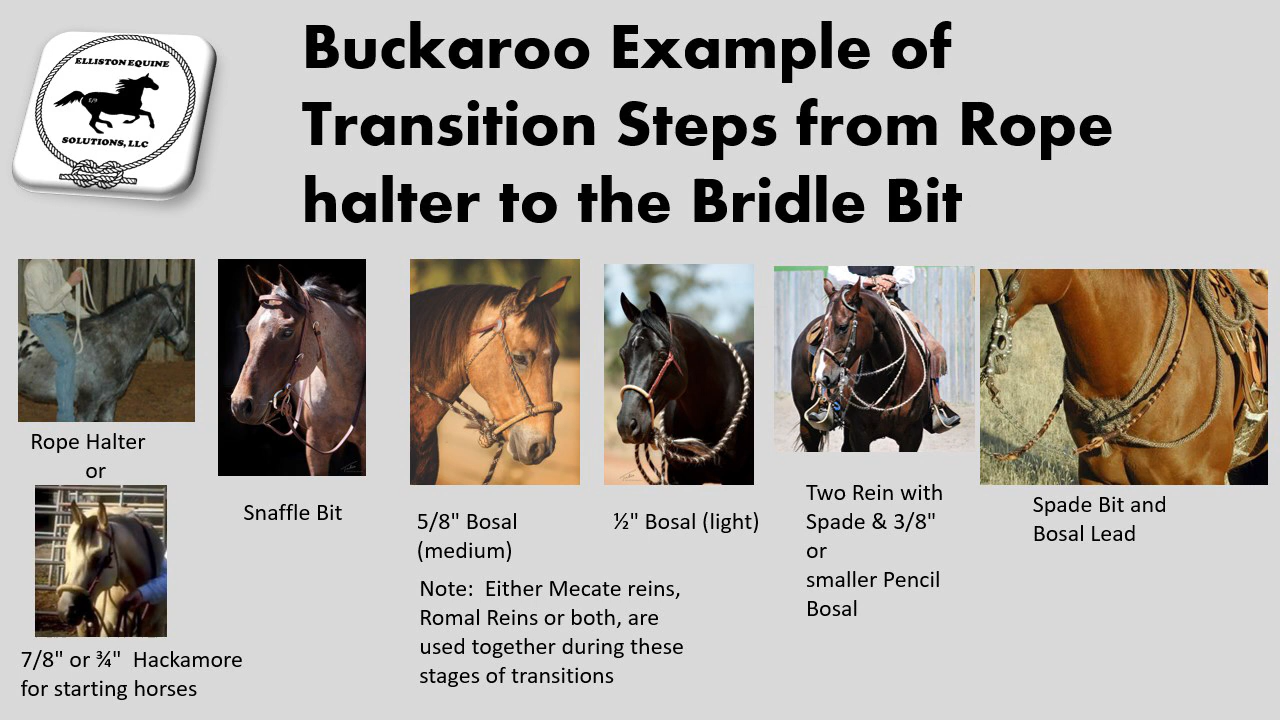 ELLISTON EQUINE
E/9
SOLUTIONS, LLC
Buckaroo Example of
Transition Steps from Rope
halter to the Bridle Bit
Rope Halter
or
7/8" or ¾"  Hackamore
for starting horses
Snaffle Bit
5/8" Bosal
(medium)
½" Bosal (light)
Note:  Either Mecate reins,
Romal Reins or both, are
used together during these
stages of transitions
Two Rein with
Spade & 3/8"
or
smaller Pencil
Bosal
Spade Bit and
Bosal Lead